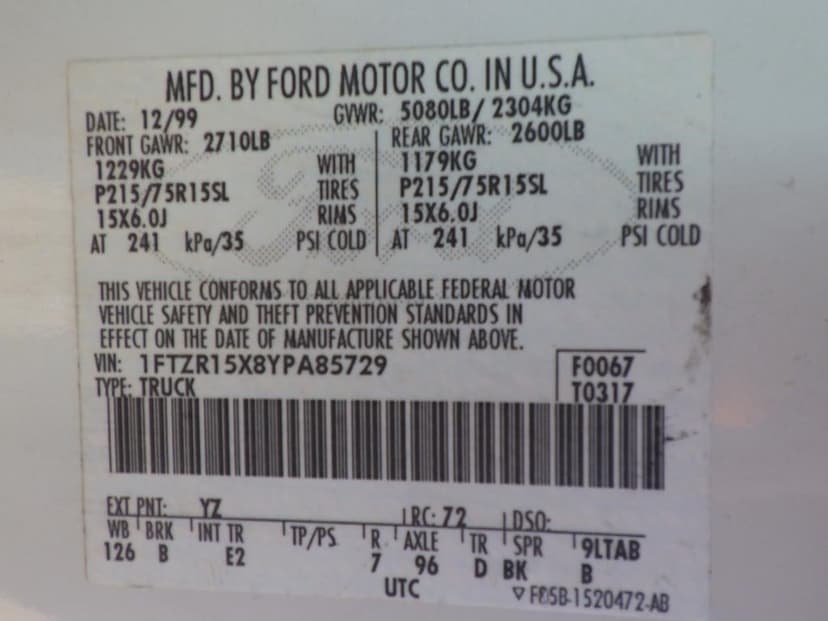 MFD. BY FORD MOTOR CO. IN U.S.A.
DATE: 12/99 GVWR: 5080LB/ 2304KG
FRONT GAWR: 2710LB REAR GAWR: 2600LB
1229KG WITH 1179KG WITH
P215/75R15SL TIRES P215/75R15SL TIRES
15X6.0J RIMS 15X6.0J RIMS
AT 241 kPa/35 PSI COLD AT 241 kPa/35 PSI COLD
THIS VEHICLE CONFORMS TO ALL APPLICABLE FEDERAL MOTOR
VEHICLE SAFETY AND THEFT PREVENTION STANDARDS IN
EFFECT ON THE DATE OF MANUFACTURE SHOWN ABOVE.
VIN: 1FTZR15X8YPA85729 F0067
TYPE: TRUCK T0317
EXT PNT: YZ RC: 72 DSO:
WB BRK INT TR TP/PS R AXLE TR SPR 9LTAB
126 B E2 7 96 D BK B
UTC F85B-1520472-AB